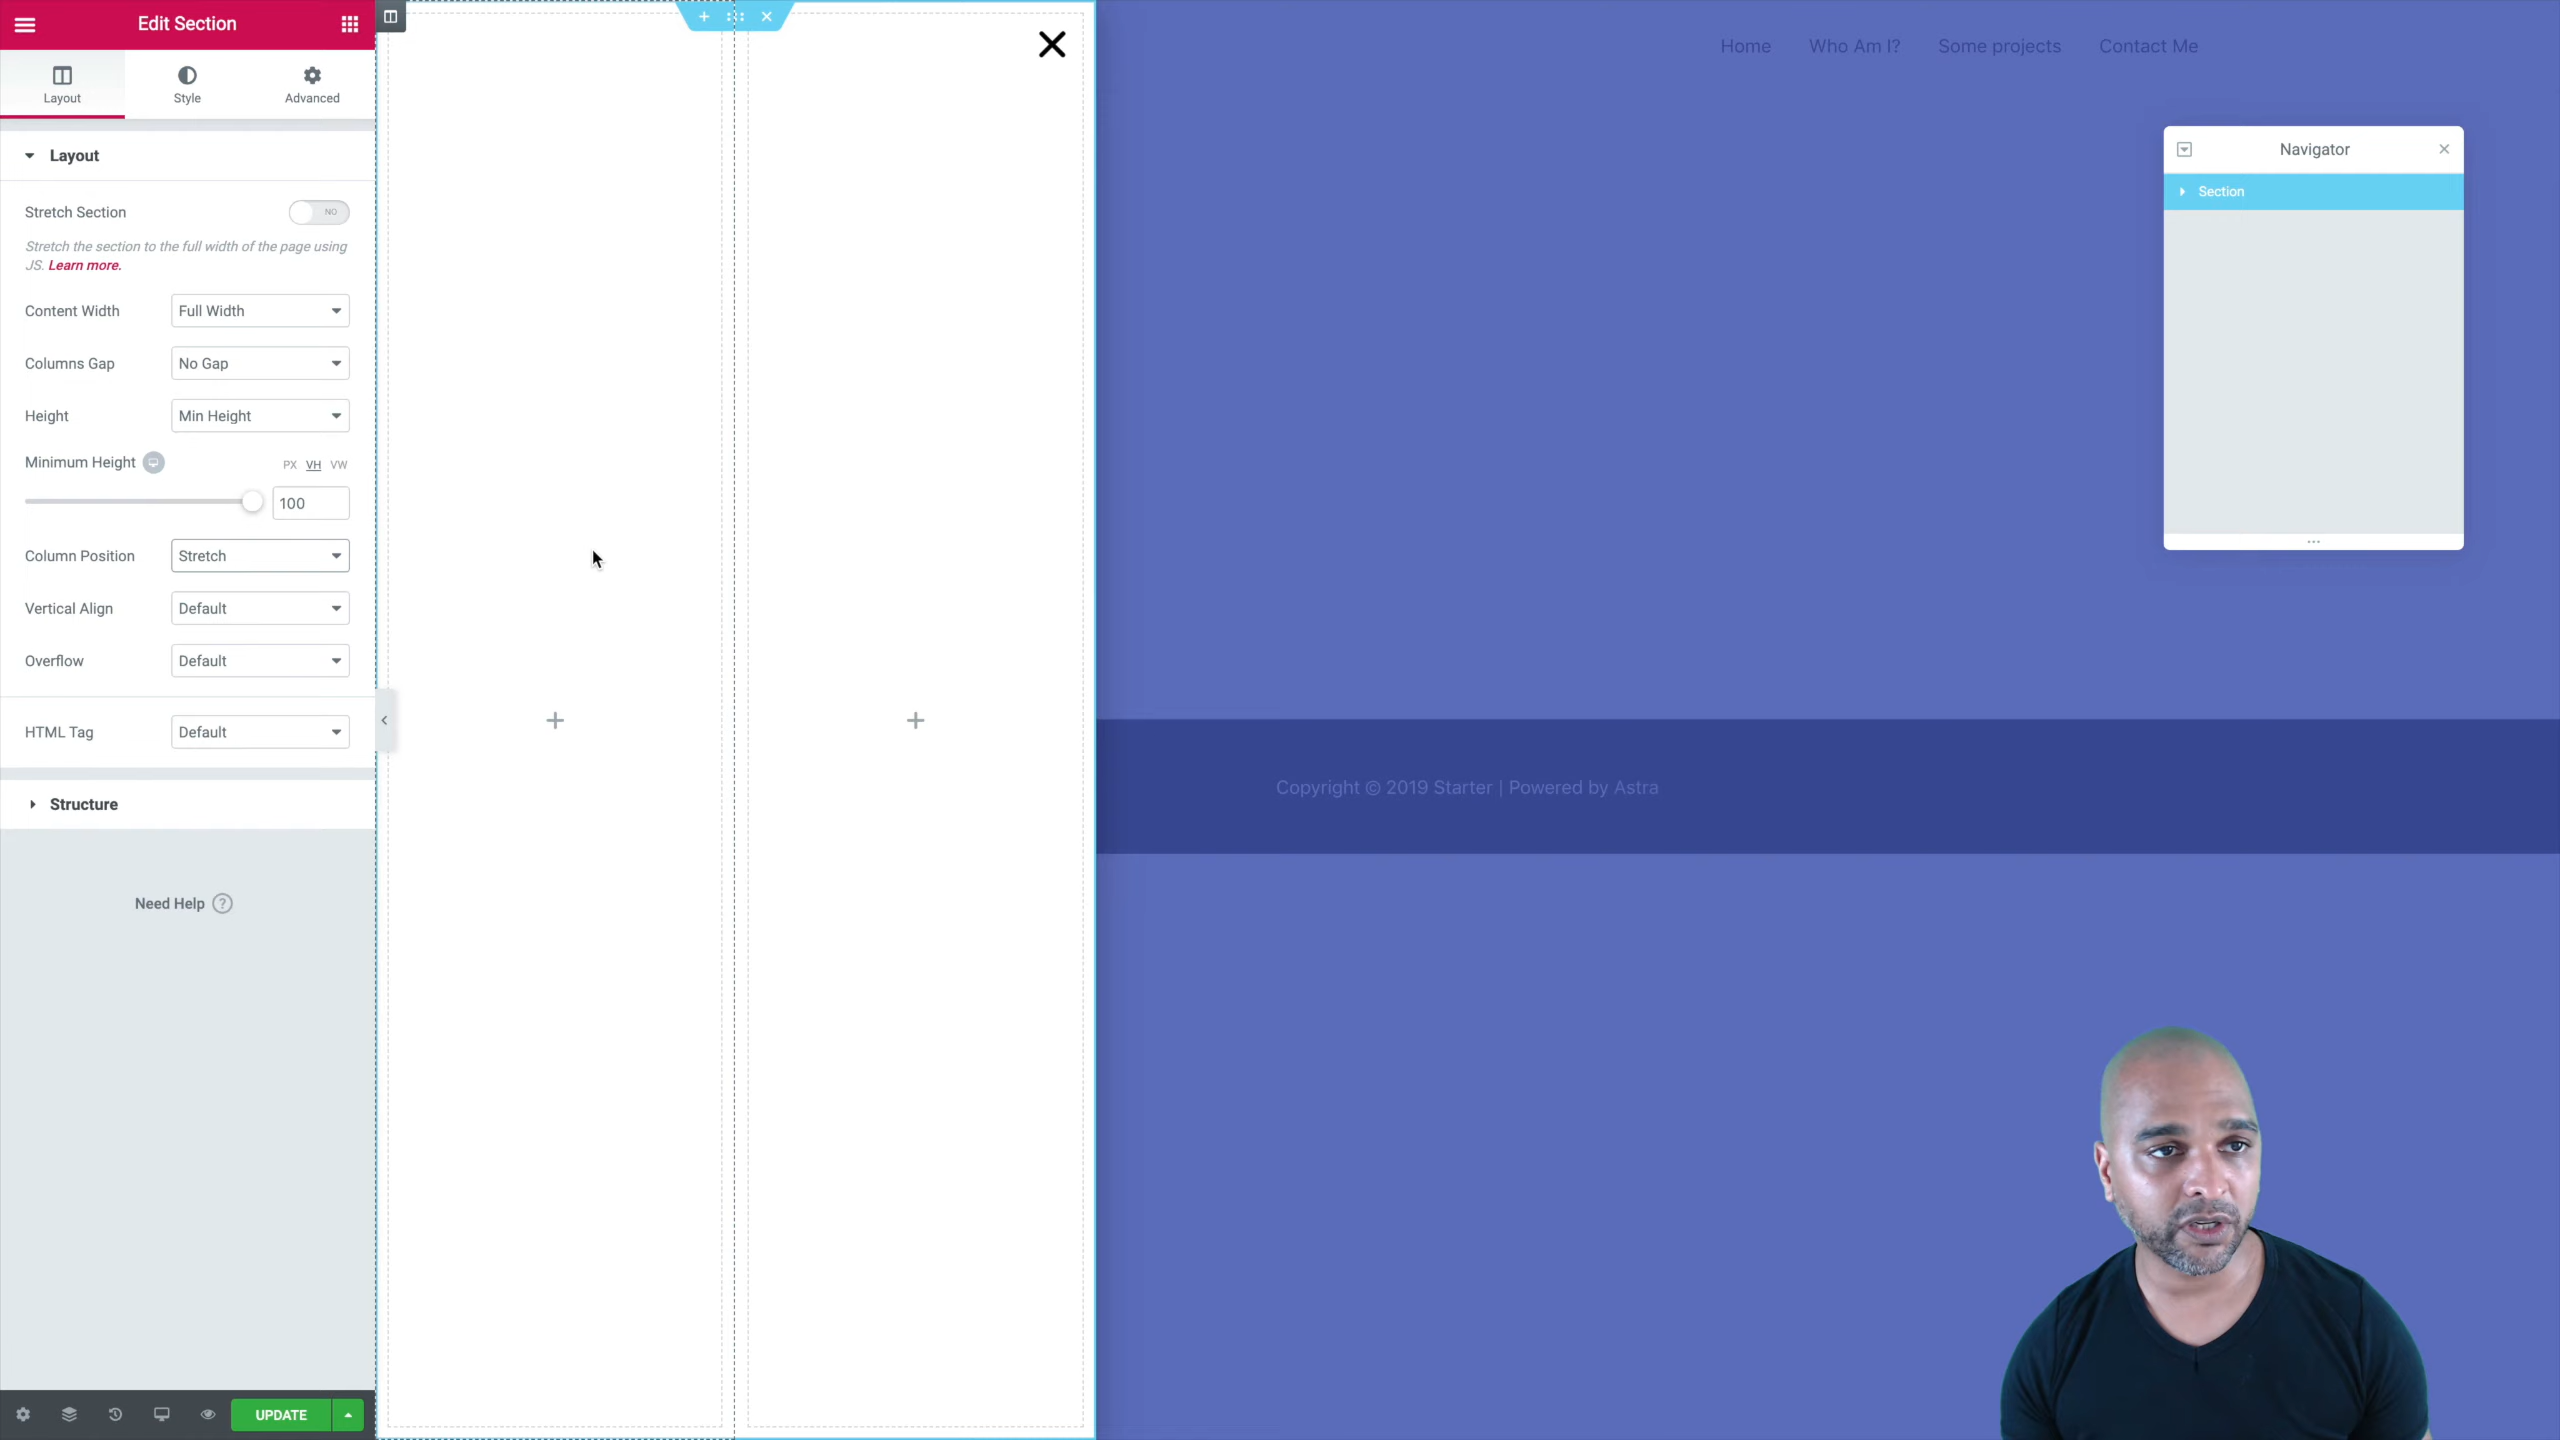 Edit Section
Layout
Style
Advanced
Layout
Stretch Section
NO
Stretch the section to the full width of the page using
JS. Learn more.
Content Width
Full Width
Columns Gap
No Gap
Height
Min Height
Minimum Height
PX VH VW
100
Column Position
Stretch
Vertical Align
Default
Overflow
Default
HTML Tag
Default
Structure
Need Help ?
UPDATE
Home Who Am I? Some projects Contact Me
Navigator
Section
Copyright © 2019 Starter | Powered by Astra